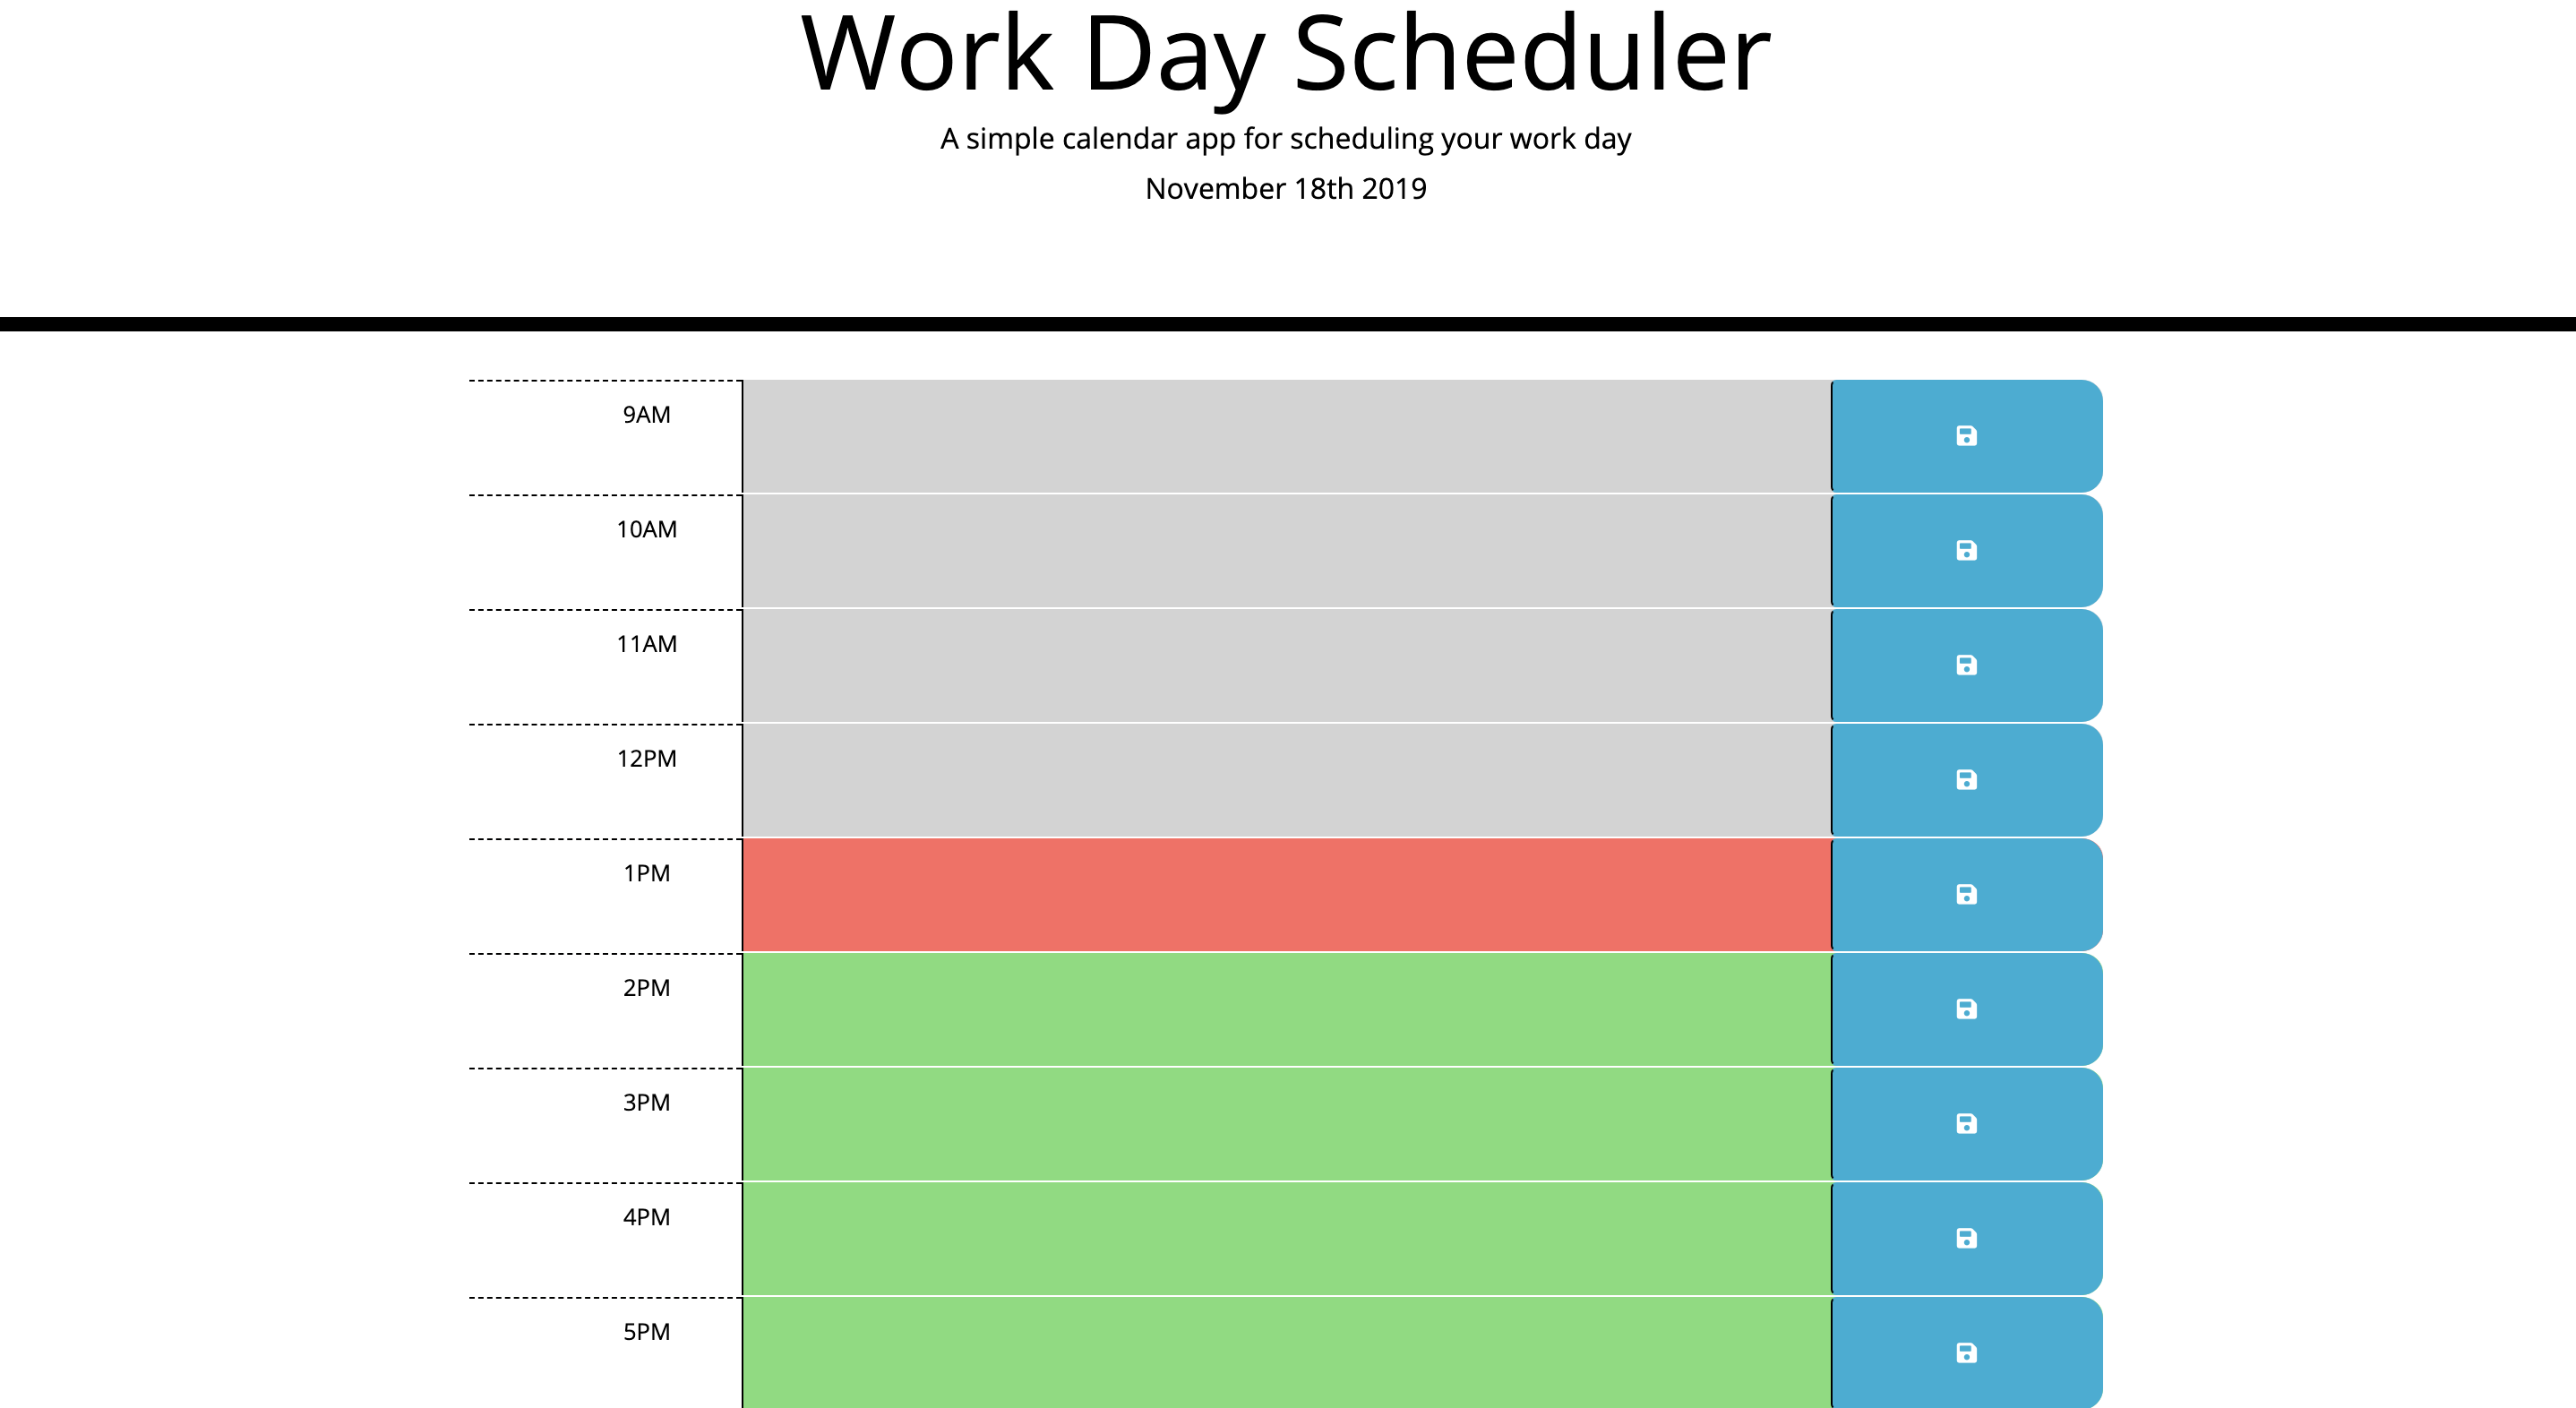 Work Day Scheduler
A simple calendar app for scheduling your work day
November 18th 2019
9AM
10AM
11AM
12PM
1PM
2PM
3PM
4PM
5PM